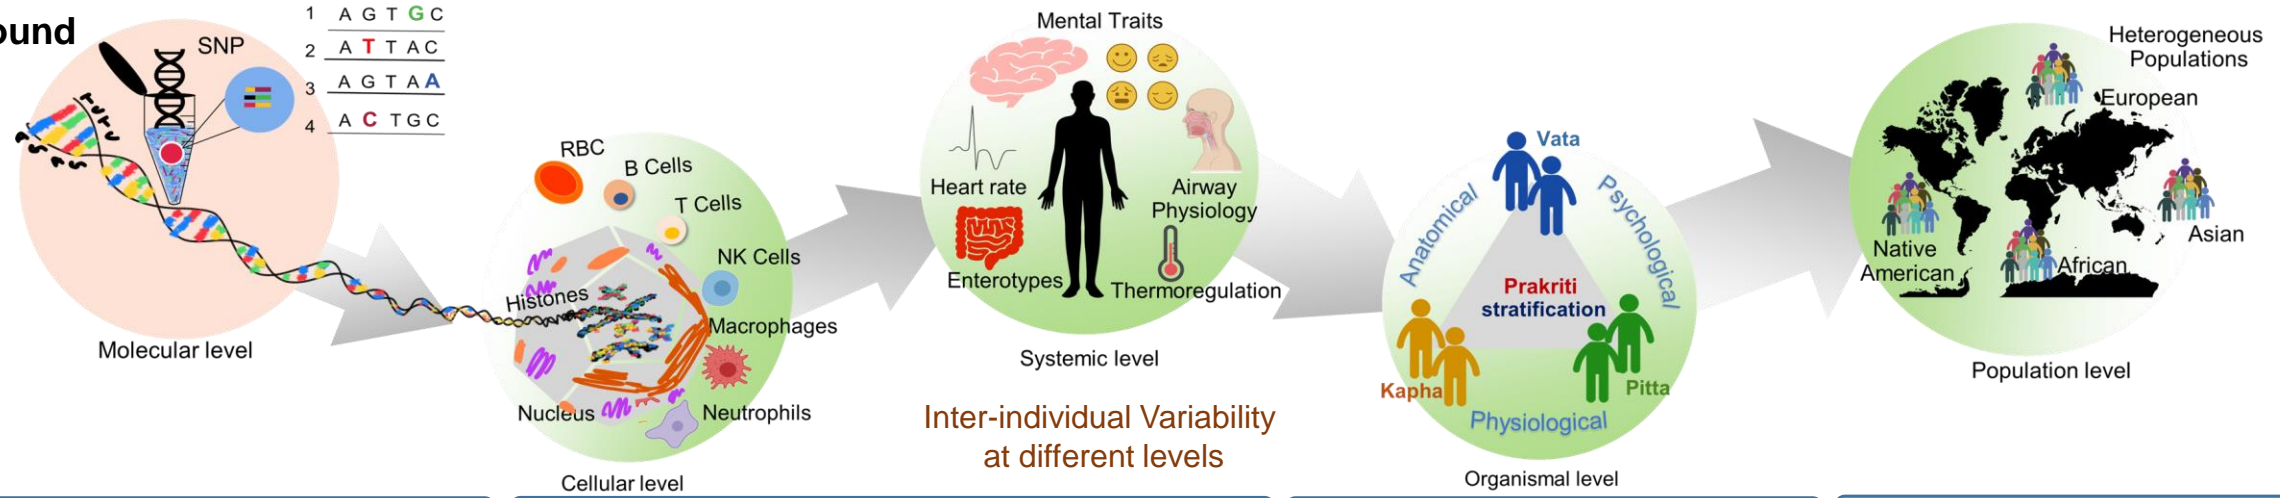 ound
SNP
1 A G T G C
2 A T T A C
3 A G T A A
4 A C T G C
Molecular level
RBC
B Cells
T Cells
NK Cells
Histones
Macrophages
Nucleus
Neutrophils
Cellular level
Mental Traits
Heart rate
Airway
Physiology
Enterotypes
Thermoregulation
Systemic level
Inter-individual Variability
at different levels
Vata
Anatomical
Psychological
Prakriti
stratification
Kapha
Pitta
Physiological
Organismal level
Heterogeneous
Populations
European
Asian
Native
American
African
Population level